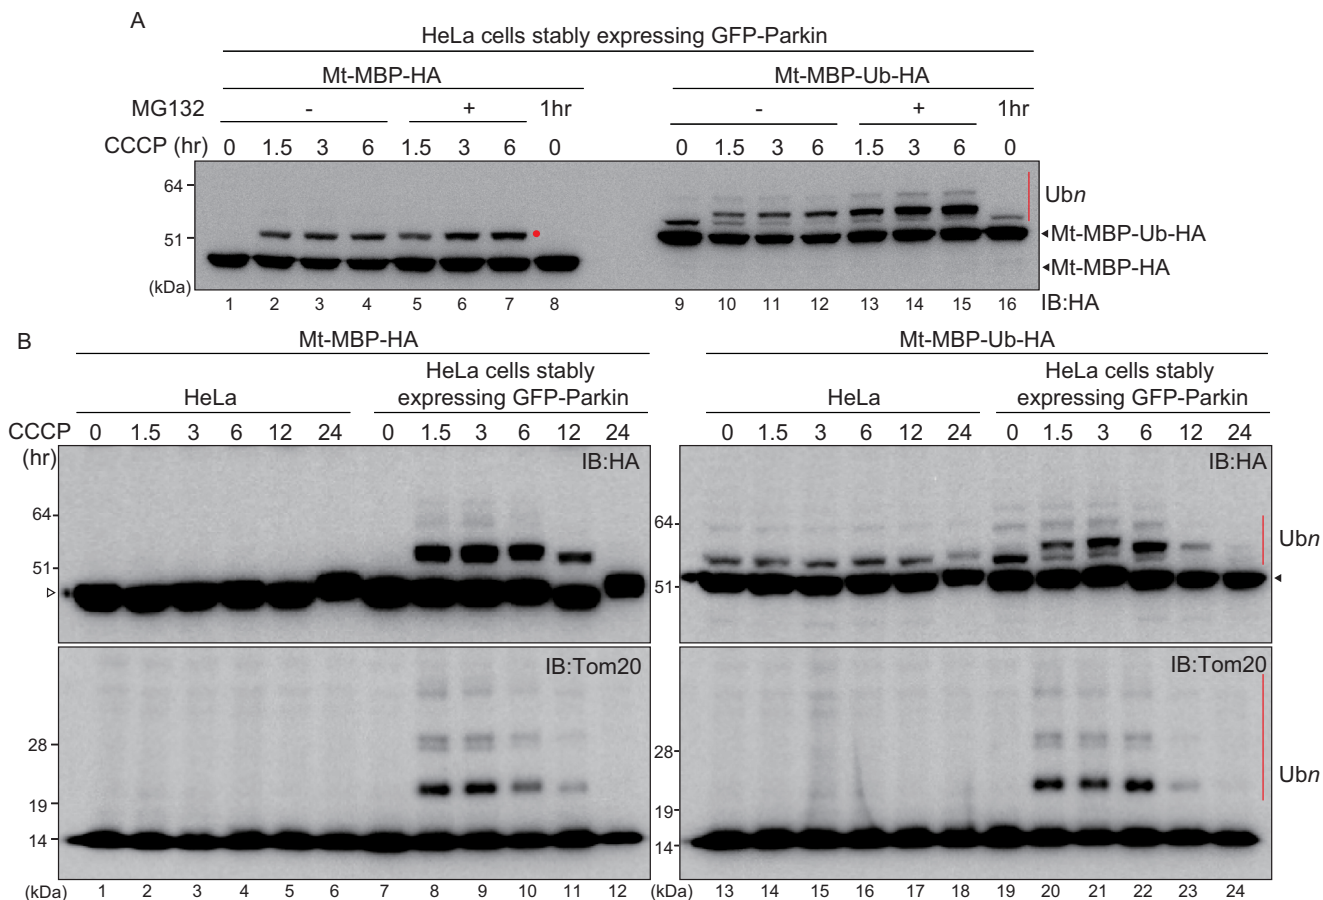 A
HeLa cells stably expressing GFP-Parkin
Mt-MBP-HA Mt-MBP-Ub-HA
MG132 - + 1hr - + 1hr
CCCP (hr) 0 1.5 3 6 1.5 3 6 0 0 1.5 3 6 1.5 3 6 0
64
Ubn
51
Mt-MBP-Ub-HA
Mt-MBP-HA
(kDa)
1 2 3 4 5 6 7 8 9 10 11 12 13 14 15 16 IB:HA
B
Mt-MBP-HA Mt-MBP-Ub-HA
HeLa HeLa cells stably expressing GFP-Parkin HeLa HeLa cells stably expressing GFP-Parkin
CCCP (hr) 0 1.5 3 6 12 24 0 1.5 3 6 12 24 0 1.5 3 6 12 24 0 1.5 3 6 12 24
IB:HA IB:HA
64 64
Ubn
51 51
IB:Tom20 IB:Tom20
28 28
Ubn
19 19
14 14
(kDa) 1 2 3 4 5 6 7 8 9 10 11 12 (kDa) 13 14 15 16 17 18 19 20 21 22 23 24